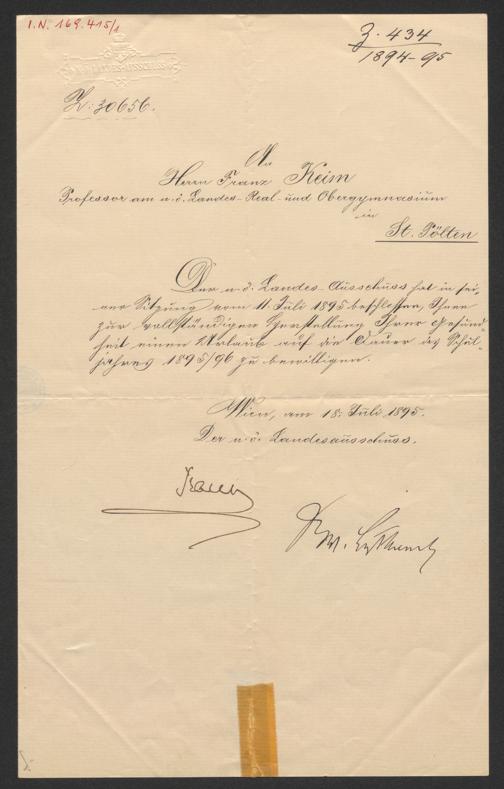 I.N. 169.415/1
Z. 434
1894-95
LANDES-AUSSCHUSS
Z: 30656.
An
Herrn Franz Keim
Professor am n.ö. Landes-Real- und Obergymnasium
in
St. Pölten
Der n.ö. Landes-Ausschuss hat in sei-
ner Sitzung vom 11 Juli 1895 beschlossen, Ihnen
zur vollständigen Herstellung Ihrer Gesund-
heit einen Urlaub auf die Dauer des Schul-
jahres 1895/96 zu bewilligen.
Wien, am 18. Juli 1895.
Der n.ö. Landesausschuss.